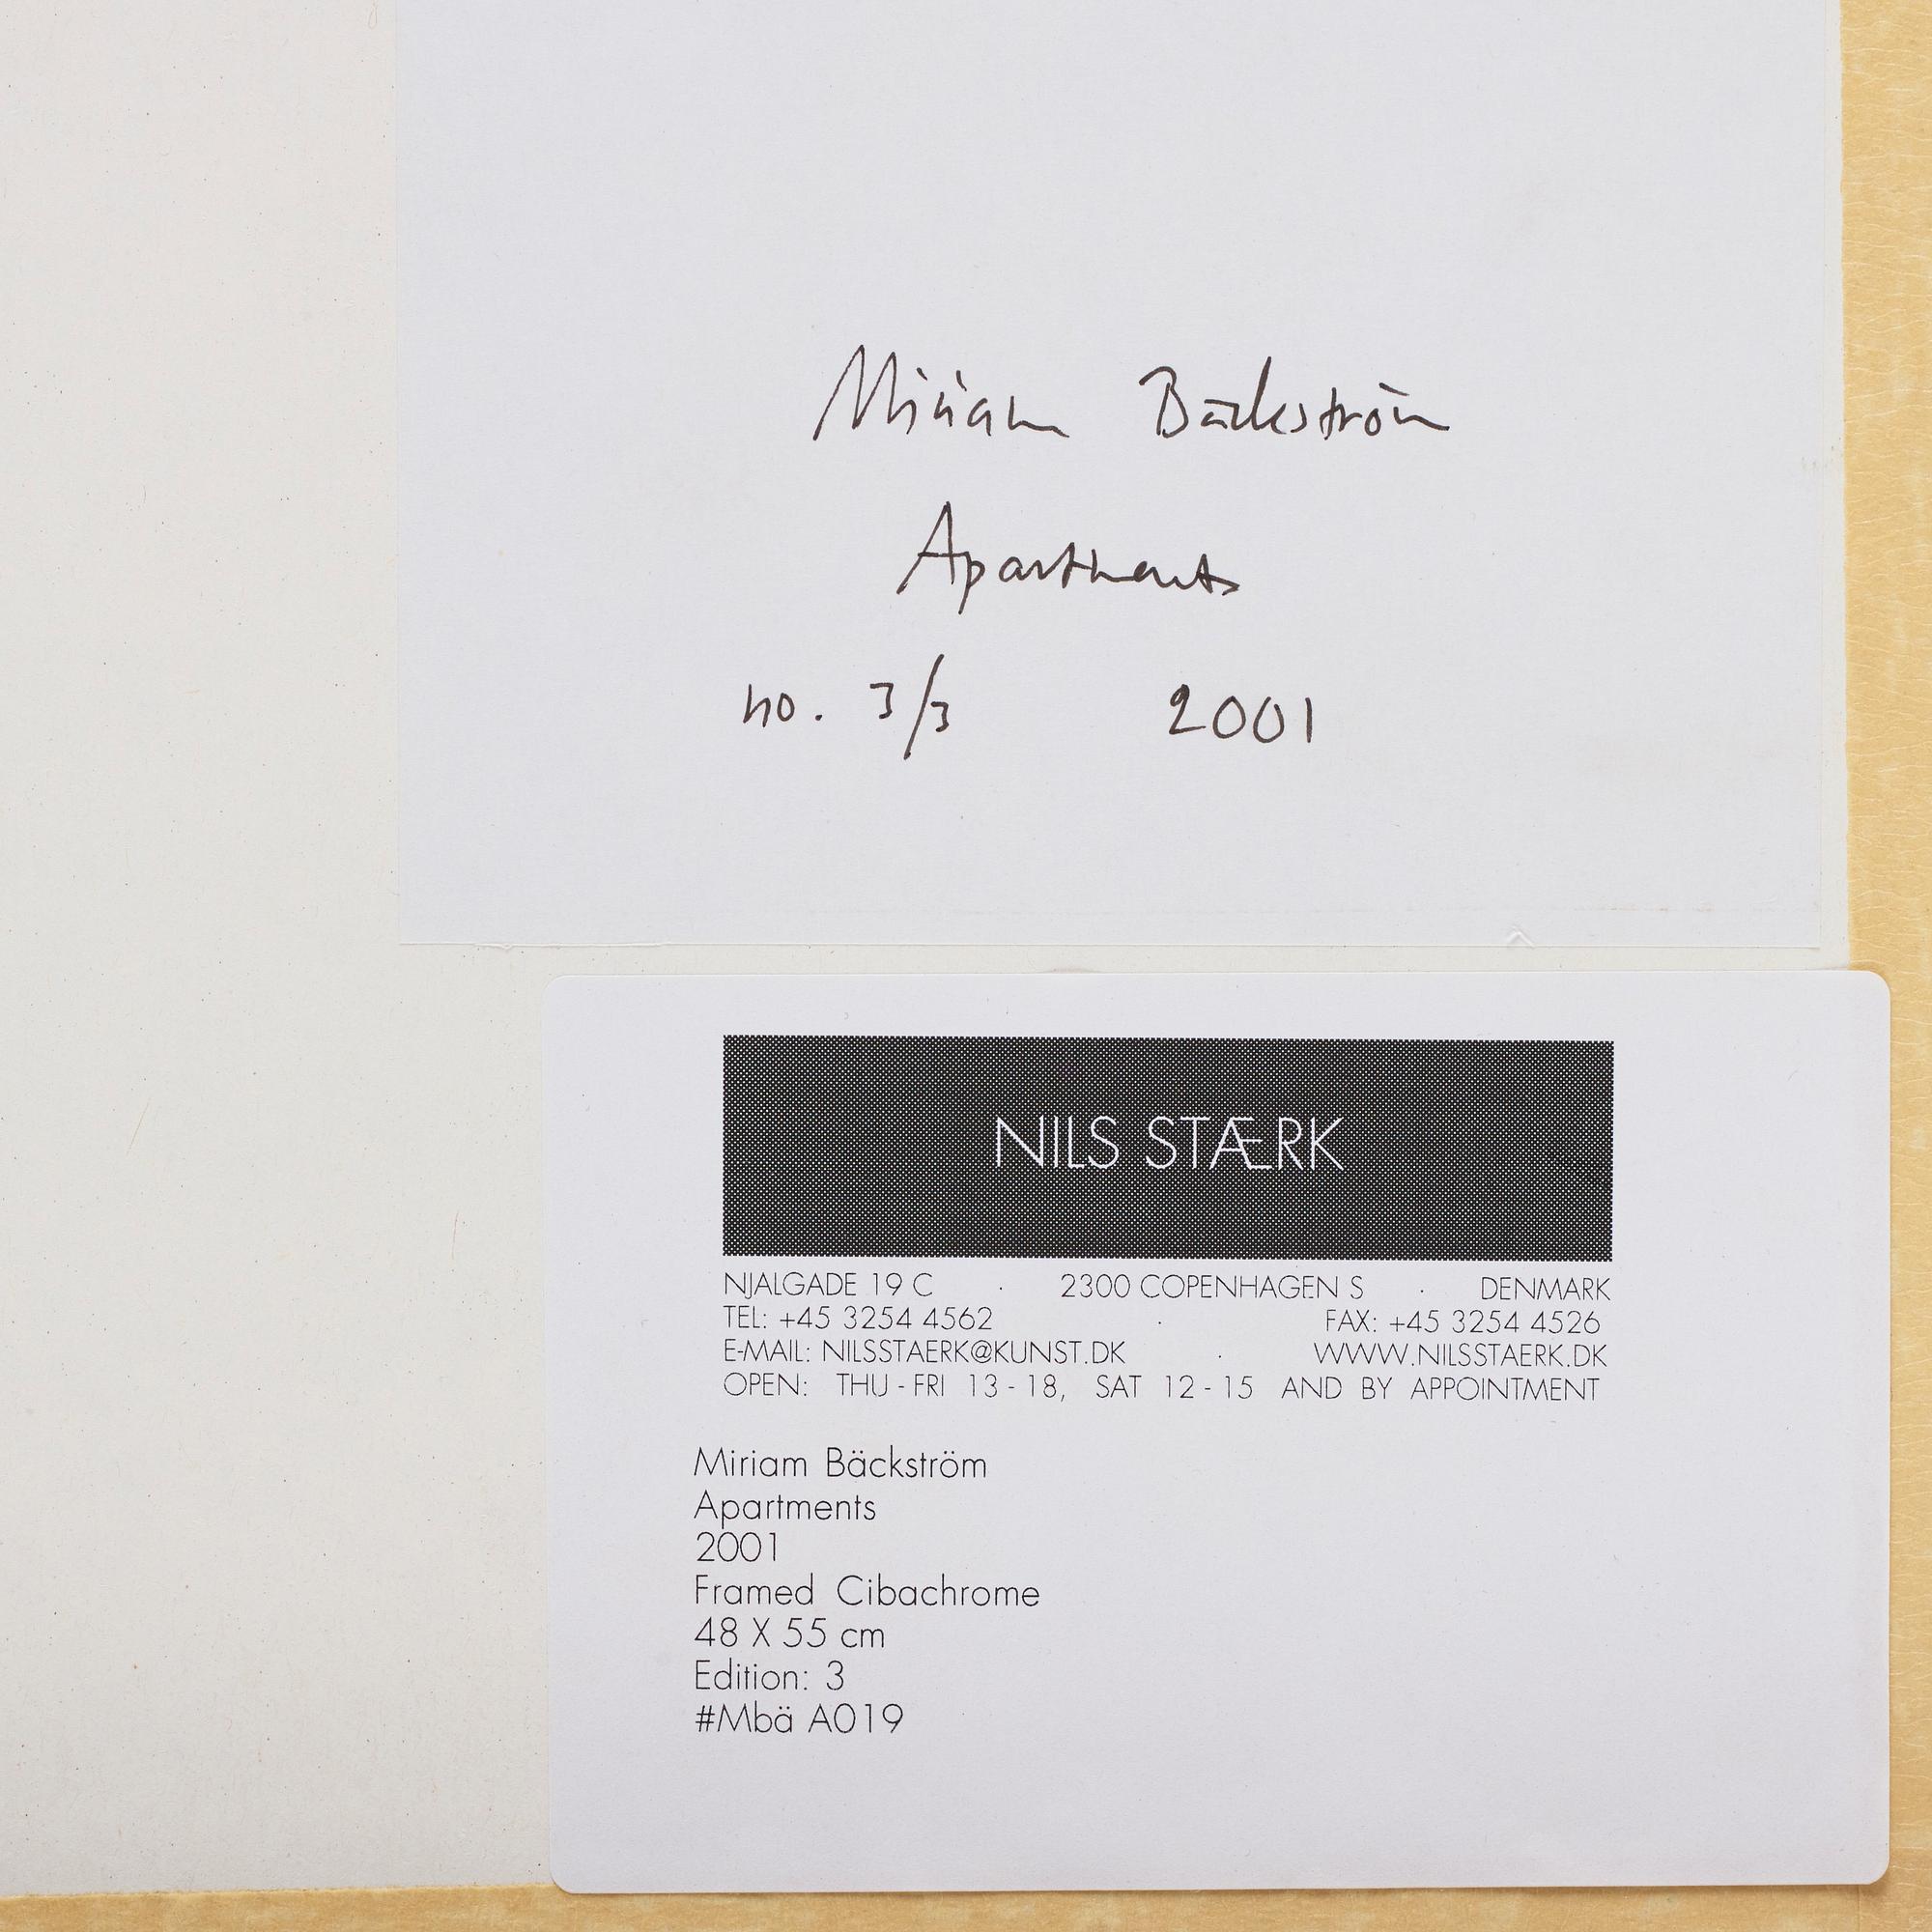 Miriam Bäckström
Apartments
no. 3/3 2001
NILS STÆRK
NJALGADE 19 C · 2300 COPENHAGEN S · DENMARK
TEL: +45 3254 4562 · FAX: +45 3254 4526
E-MAIL: NILSSTAERK@KUNST.DK · WWW.NILSSTAERK.DK
OPEN: THU - FRI 13 - 18, SAT 12 - 15 AND BY APPOINTMENT
Miriam Bäckström
Apartments
2001
Framed Cibachrome
48 X 55 cm
Edition: 3
#Mbä A019